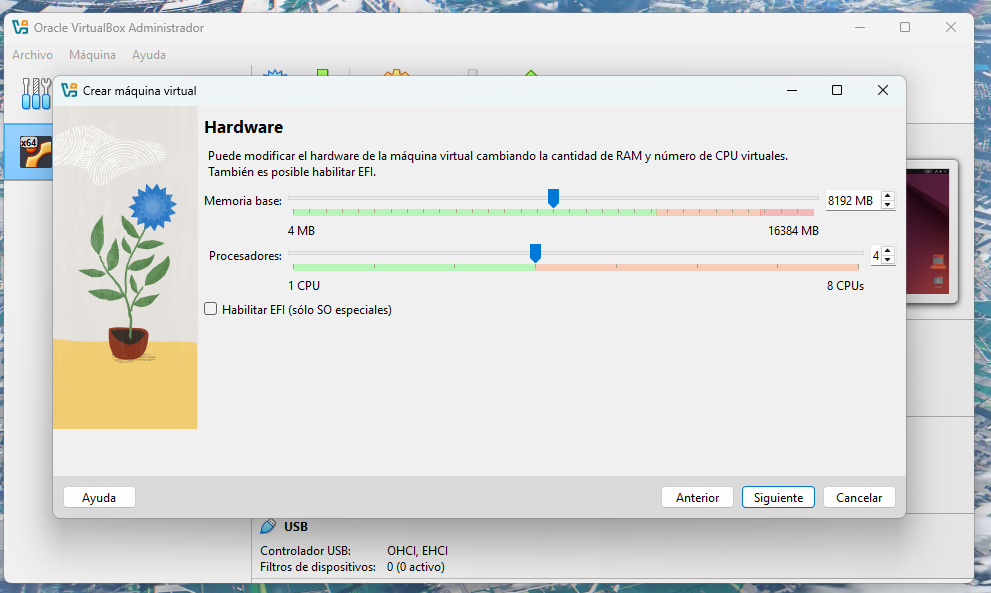 Oracle VirtualBox Administrador
Archivo Máquina Ayuda
x64
Crear máquina virtual
Hardware
Puede modificar el hardware de la máquina virtual cambiando la cantidad de RAM y número de CPU virtuales.
También es posible habilitar EFI.
Memoria base: 8192 MB
4 MB 16384 MB
Procesadores: 4
1 CPU 8 CPUs
Habilitar EFI (sólo SO especiales)
Ayuda Anterior Siguiente Cancelar
USB
Controlador USB: OHCI, EHCI
Filtros de dispositivos: 0 (0 activo)